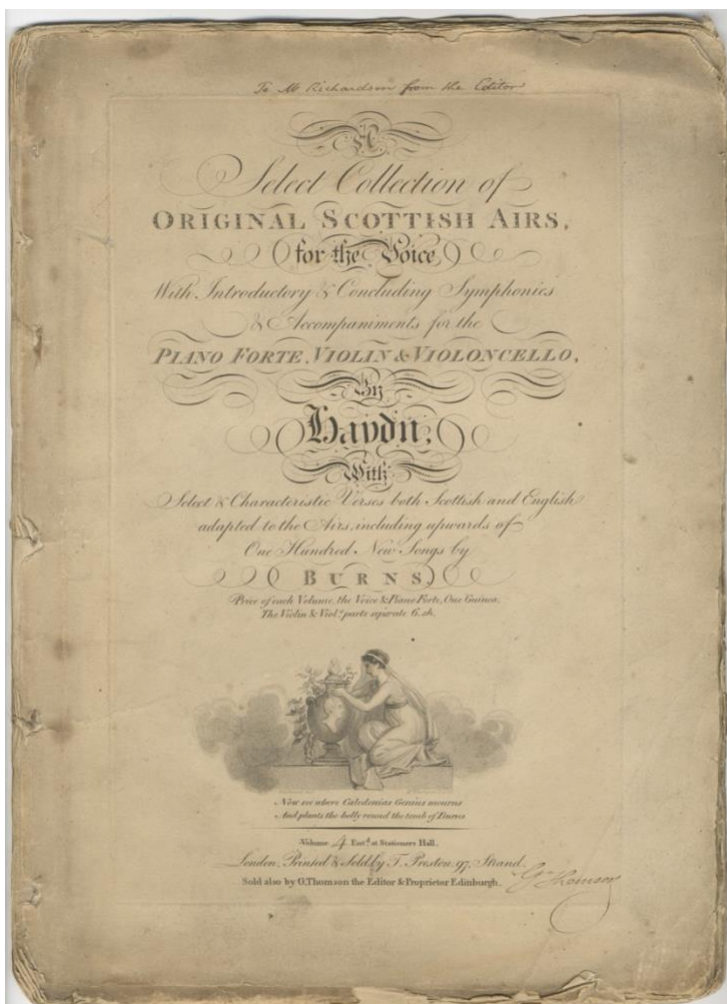 To Mr Richardson from the Editor
A
Select Collection of
ORIGINAL SCOTTISH AIRS,
for the Voice
With Introductory & Concluding Symphonies
& Accompaniments for the
PIANO FORTE, VIOLIN & VIOLONCELLO,
By
Haydn,
With
Select & Characteristic Verses both Scottish and English
adapted to the Airs, including upwards of
One Hundred New Songs by
BURNS
Price of each Volume, the Voice & Piano Forte, One Guinea.
The Violin & Viol.º parts separate 6. sh.
Now see where Caledonias Genius mourns
And plants the holly round the tomb of Burns
Volume 4 Ent.d at Stationers Hall.
London, Printed & Sold by T. Preston, 97, Strand.
Sold also by G. Thomson the Editor & Proprietor Edinburgh.
G Thomson